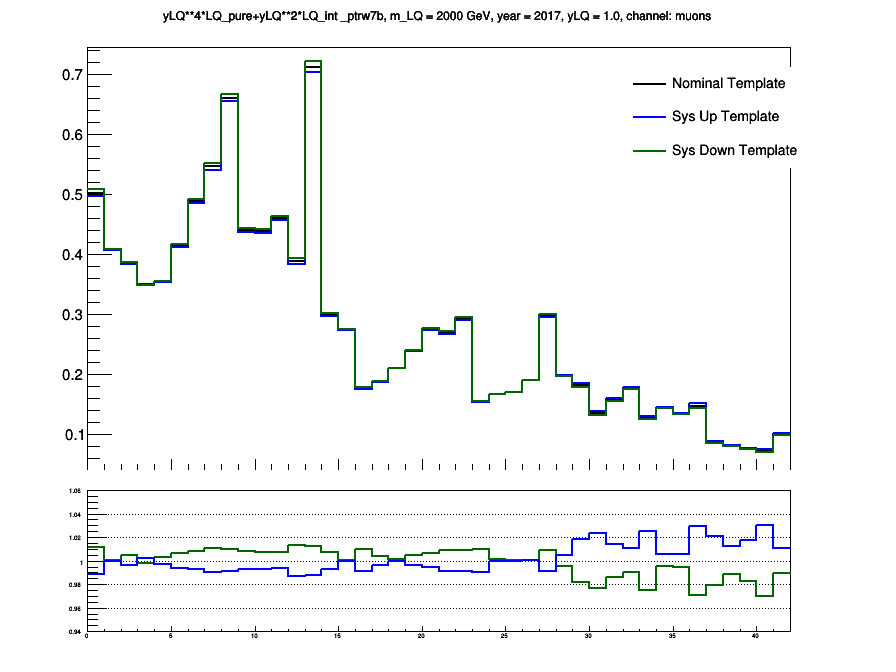 yLQ**4*LQ_pure+yLQ**2*LQ_int _ptrw7b, m_LQ = 2000 GeV, year = 2017, yLQ = 1.0, channel: muons
0.7
Nominal Template
Sys Up Template
0.6
Sys Down Template
0.5
0.4
0.3
0.2
0.1
1.06
1.04
1.02
1
0.98
0.96
0.94
0 5 10 15 20 25 30 35 40